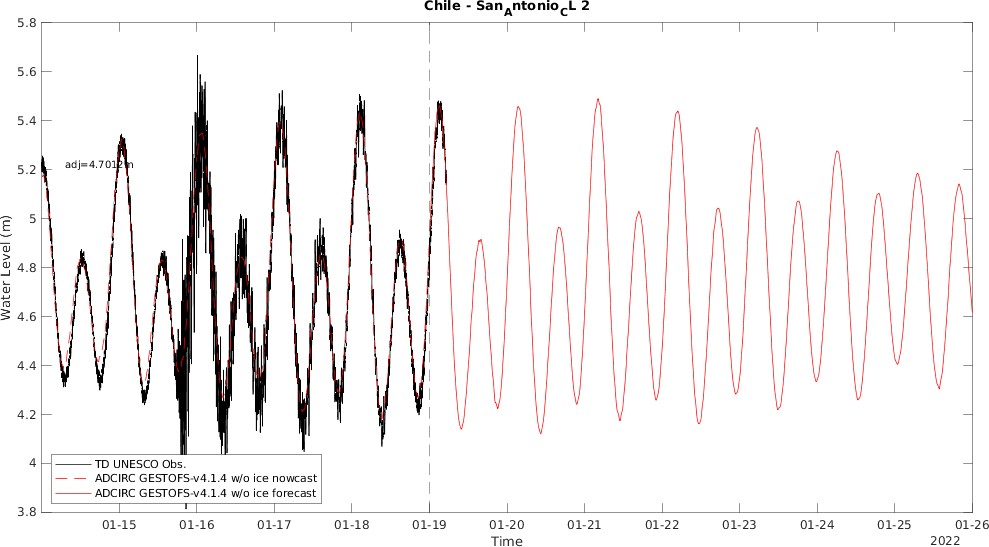 Chile - San_Antonio_CL 2
5.8
5.6
5.4
5.2
5
4.8
4.6
4.4
4.2
4
3.8
Water Level (m)
adj=4.7012m
TD UNESCO Obs.
ADCIRC GESTOFS-v4.1.4 w/o ice nowcast
ADCIRC GESTOFS-v4.1.4 w/o ice forecast
01-15 01-16 01-17 01-18 01-19 01-20 01-21 01-22 01-23 01-24 01-25 01-26
Time
2022